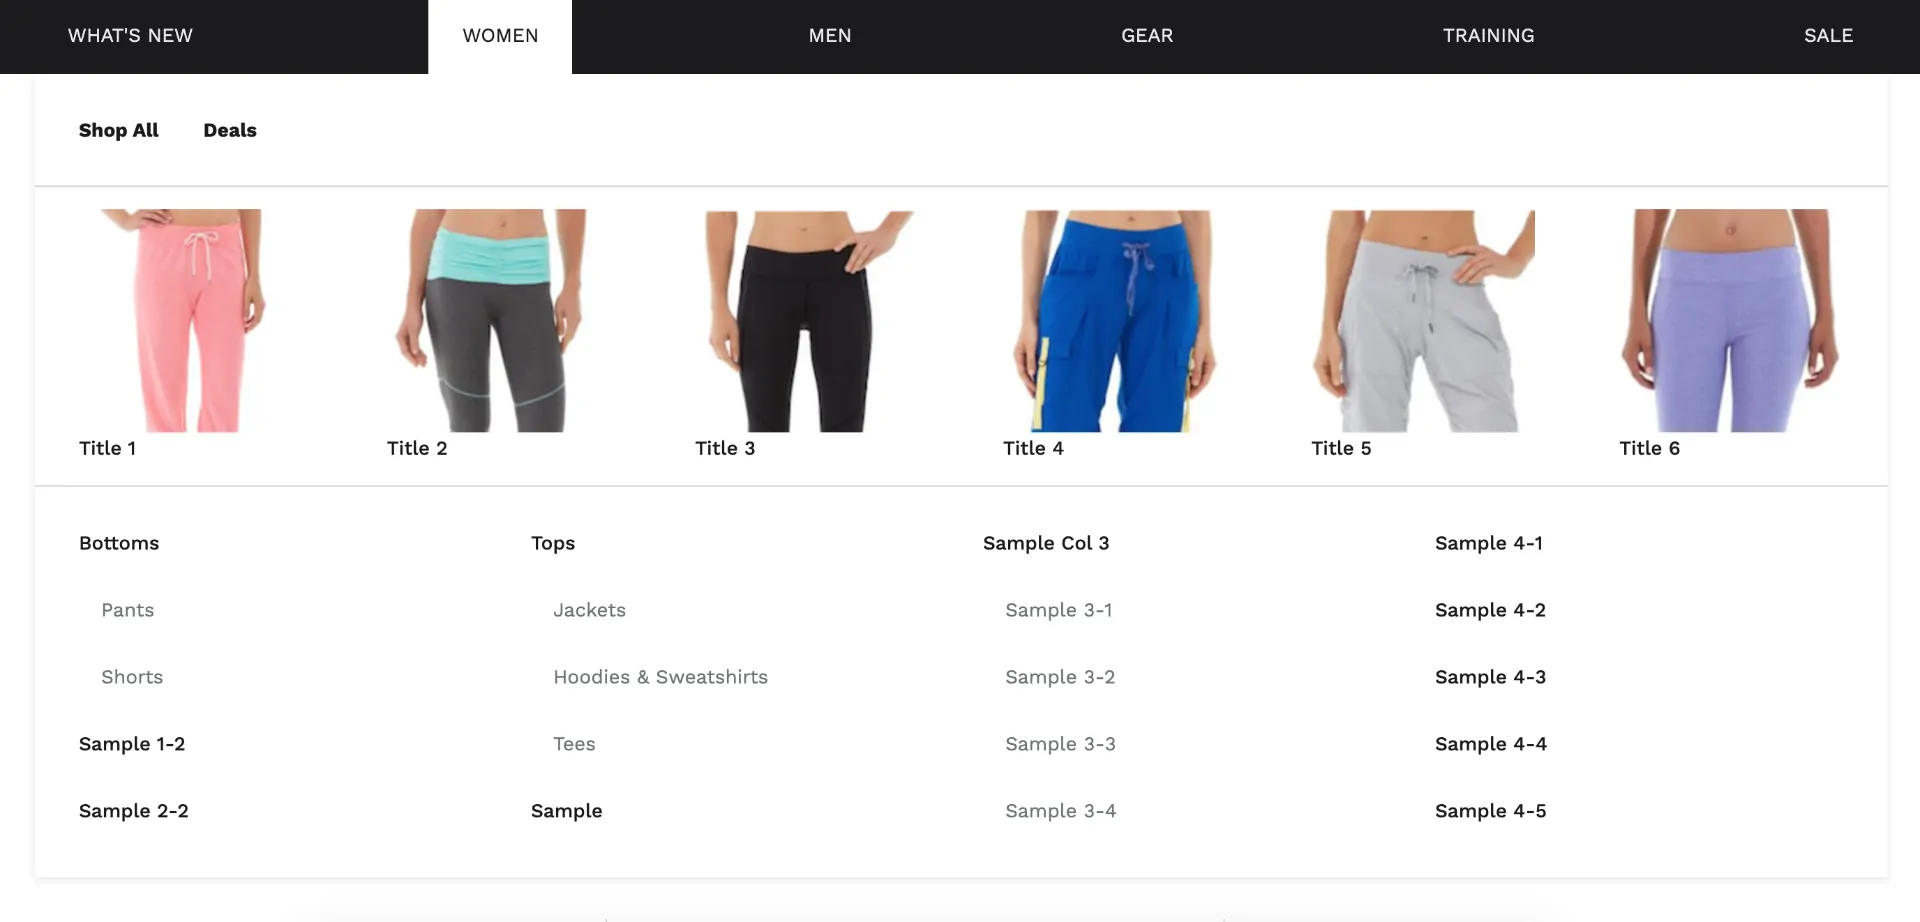 WHAT'S NEW WOMEN MEN GEAR TRAINING SALE
Shop All Deals
Title 1 Title 2 Title 3 Title 4 Title 5 Title 6
Bottoms Tops Sample Col 3 Sample 4-1
Pants Jackets Sample 3-1 Sample 4-2
Shorts Hoodies & Sweatshirts Sample 3-2 Sample 4-3
Sample 1-2 Tees Sample 3-3 Sample 4-4
Sample 2-2 Sample Sample 3-4 Sample 4-5